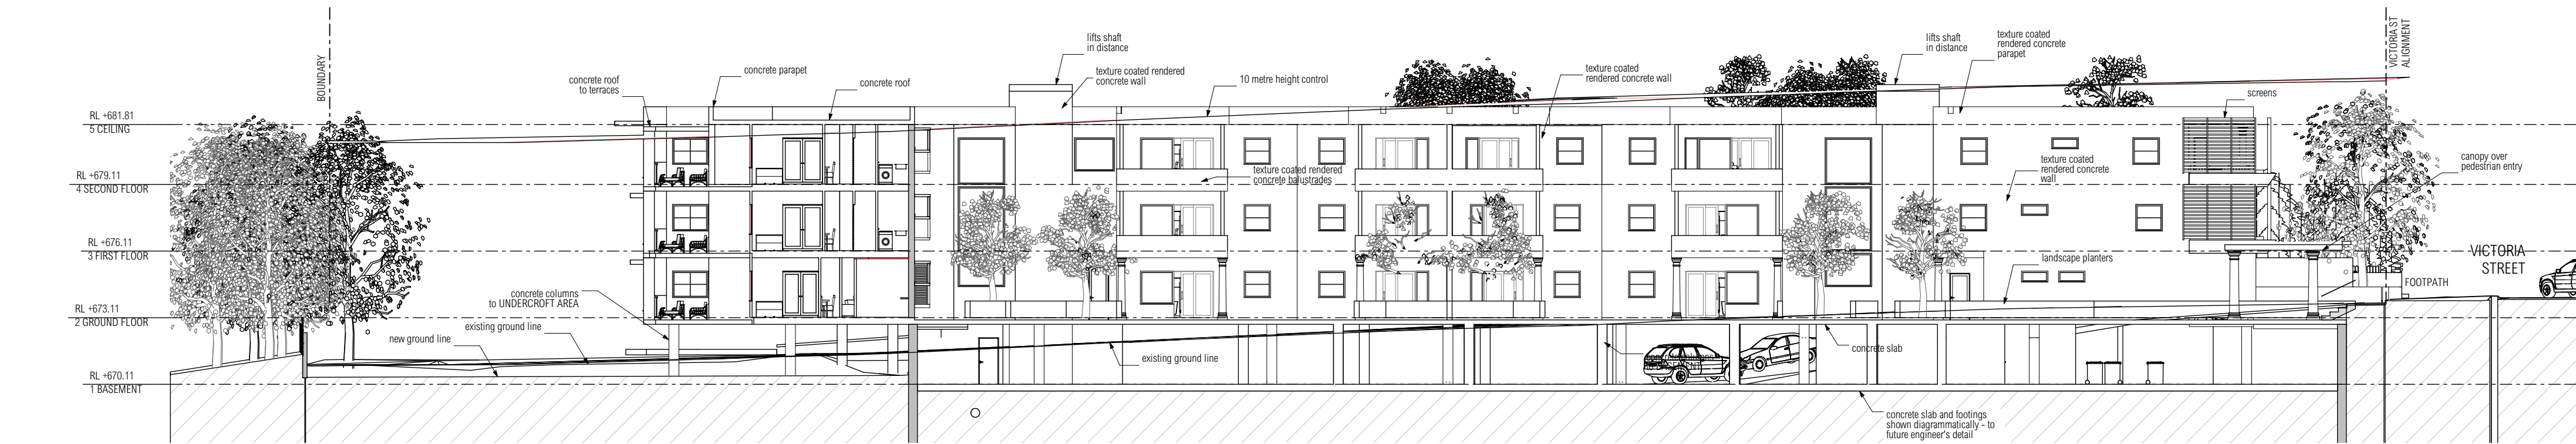 BOUNDARY
VICTORIA ST
ALIGNMENT
lifts shaft
in distance
lifts shaft
in distance
texture coated
rendered concrete
parapet
concrete roof
to terraces
concrete parapet
concrete roof
texture coated rendered
concrete wall
10 metre height control
texture coated
rendered concrete wall
screens
RL +681.81
5 CEILING
RL +679.11
4 SECOND FLOOR
texture coated rendered
concrete balustrades
texture coated
rendered concrete
wall
canopy over
pedestrian entry
RL +676.11
3 FIRST FLOOR
landscape planters
VICTORIA
STREET
FOOTPATH
concrete columns
to UNDERCROFT AREA
RL +673.11
2 GROUND FLOOR
existing ground line
new ground line
existing ground line
concrete slab
RL +670.11
1 BASEMENT
concrete slab and footings
shown diagrammatically - to
future engineer's detail